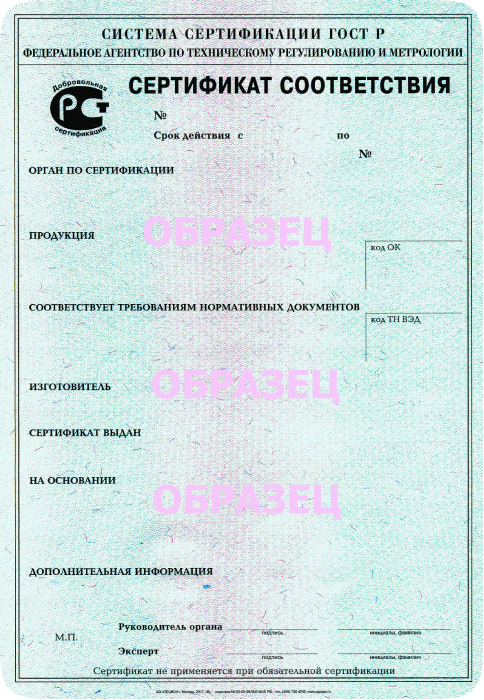 СИСТЕМА СЕРТИФИКАЦИИ ГОСТ Р
ФЕДЕРАЛЬНОЕ АГЕНТСТВО ПО ТЕХНИЧЕСКОМУ РЕГУЛИРОВАНИЮ И МЕТРОЛОГИИ
Добровольная
РСТ
сертификация
СЕРТИФИКАТ СООТВЕТСТВИЯ
№
Срок действия с по
№
ОРГАН ПО СЕРТИФИКАЦИИ
ОБРАЗЕЦ
ПРОДУКЦИЯ
код ОК
СООТВЕТСТВУЕТ ТРЕБОВАНИЯМ НОРМАТИВНЫХ ДОКУМЕНТОВ
код ТН ВЭД
ОБРАЗЕЦ
ИЗГОТОВИТЕЛЬ
СЕРТИФИКАТ ВЫДАН
НА ОСНОВАНИИ
ОБРАЗЕЦ
ДОПОЛНИТЕЛЬНАЯ ИНФОРМАЦИЯ
Руководитель органа
подпись инициалы, фамилия
М.П.
Эксперт
подпись инициалы, фамилия
Сертификат не применяется при обязательной сертификации